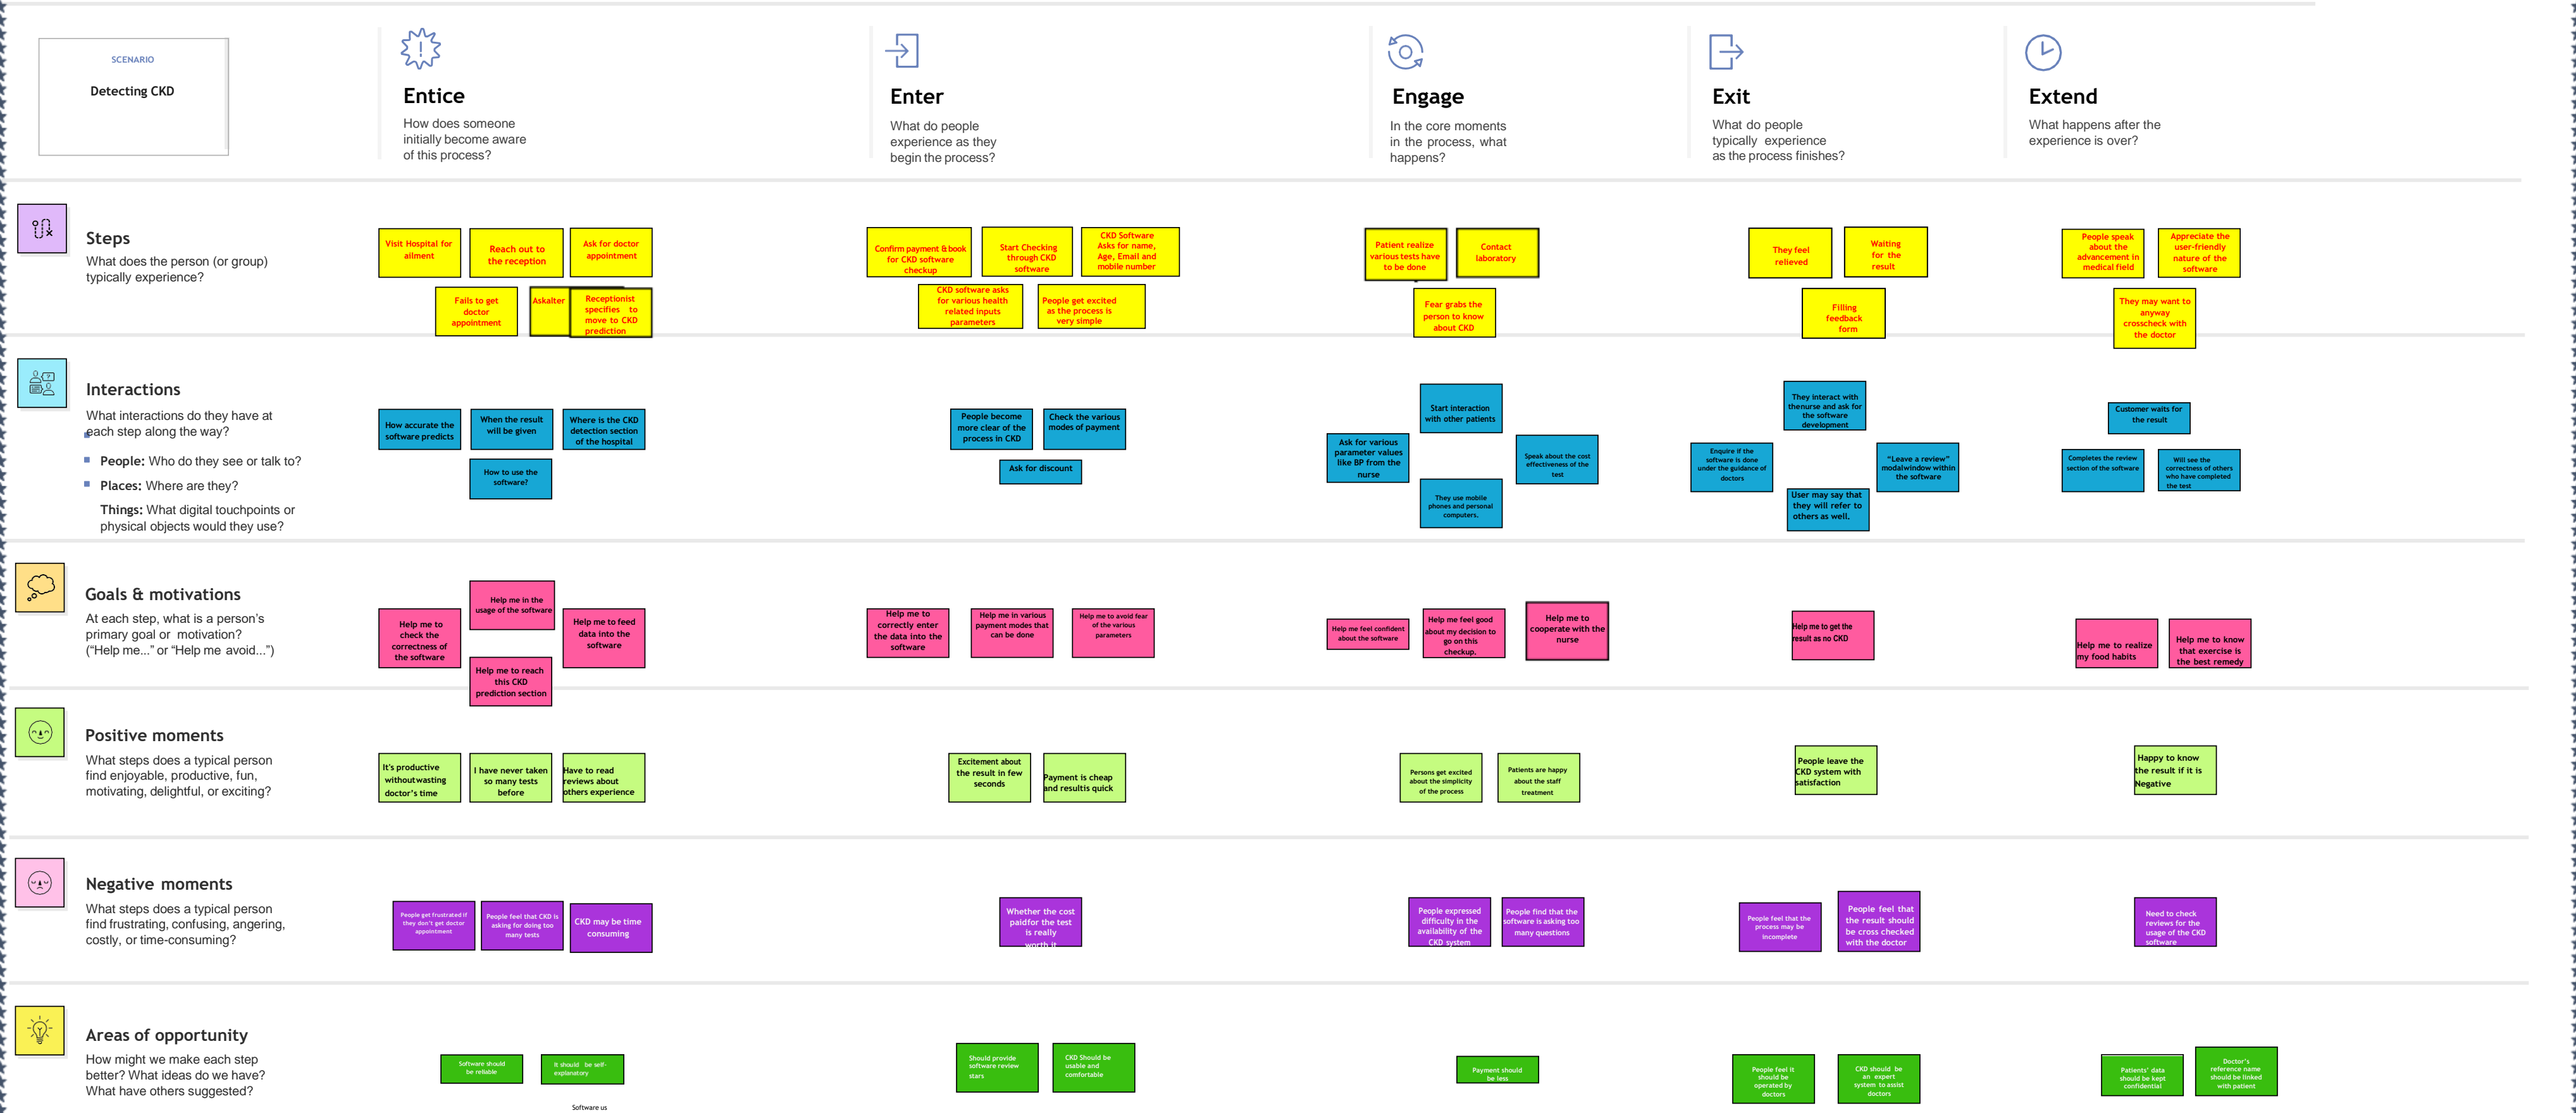 SCENARIO
Detecting CKD
Entice
How does someone
initially become aware
of this process?
Enter
What do people
experience as they
begin the process?
Engage
In the core moments
in the process, what
happens?
Exit
What do people
typically experience
as the process finishes?
Extend
What happens after the
experience is over?
Steps
What does the person (or group)
typically experience?
Visit Hospital for
ailment
Reach out to
the reception
Ask for doctor
appointment
Fails to get
doctor
appointment
Askalter
Receptionist
specifies to
move to CKD
prediction
Confirm payment & book
for CKD software
checkup
Start Checking
through CKD
software
CKD Software
Asks for name,
Age, Email and
mobile number
CKD software asks
for various health
related inputs
parameters
People get excited
as the process is
very simple
Patient realize
various tests have
to be done
Contact
laboratory
Fear grabs the
person to know
about CKD
They feel
relieved
Waiting
for the
result
Filling
feedback
form
People speak
about the
advancement in
medical field
Appreciate the
user-friendly
nature of the
software
They may want to
anyway
crosscheck with
the doctor
Interactions
What interactions do they have at
each step along the way?
People: Who do they see or talk to?
Places: Where are they?
Things: What digital touchpoints or
physical objects would they use?
How accurate the
software predicts
When the result
will be given
Where is the CKD
detection section
of the hospital
How to use the
software?
People become
more clear of the
process in CKD
Check the various
modes of payment
Ask for discount
Start interaction
with other patients
Ask for various
parameter values
like BP from the
nurse
Speak about the cost
effectiveness of the
test
They use mobile
phones and personal
computers.
They interact with
thenurse and ask for
the software
development
Enquire if the
software is done
under the guidance of
doctors
“Leave a review”
modalwindow within
the software
User may say that
they will refer to
others as well.
Customer waits for
the result
Completes the review
section of the software
Will see the
correctness of others
who have completed
the test
Goals & motivations
At each step, what is a person’s
primary goal or motivation?
(“Help me...” or “Help me avoid...”)
Help me to
check the
correctness of
the software
Help me in the
usage of the software
Help me to feed
data into the
software
Help me to reach
this CKD
prediction section
Help me to
correctly enter
the data into the
software
Help me in various
payment modes that
can be done
Help me to avoid fear
of the various
parameters
Help me feel confident
about the software
Help me feel good
about my decision to
go on this
checkup.
Help me to
cooperate with the
nurse
Help me to get the
result as no CKD
Help me to realize
my food habits
Help me to know
that exercise is
the best remedy
Positive moments
What steps does a typical person
find enjoyable, productive, fun,
motivating, delightful, or exciting?
It's productive
withoutwasting
doctor’s time
I have never taken
so many tests
before
Have to read
reviews about
others experience
Excitement about
the result in few
seconds
Payment is cheap
and resultis quick
Persons get excited
about the simplicity
of the process
Patients are happy
about the staff
treatment
People leave the
CKD system with
satisfaction
Happy to know
the result if it is
Negative
Negative moments
What steps does a typical person
find frustrating, confusing, angering,
costly, or time-consuming?
People get frustrated if
they don’t get doctor
appointment
People feel that CKD is
asking for doing too
many tests
CKD may be time
consuming
Whether the cost
paidfor the test
is really
worth it
People expressed
difficulty in the
availability of the
CKD system
People find that the
software is asking too
many questions
People feel that the
process may be
incomplete
People feel that
the result should
be cross checked
with the doctor
Need to check
reviews for the
usage of the CKD
software
Areas of opportunity
How might we make each step
better? What ideas do we have?
What have others suggested?
Software should
be reliable
It should be self-
explanatory
Software us
Should provide
software review
stars
CKD Should be
usable and
comfortable
Payment should
be less
People feel it
should be
operated by
doctors
CKD should be
an expert
system to assist
doctors
Patients’ data
should be kept
confidential
Doctor’s
reference name
should be linked
with patient